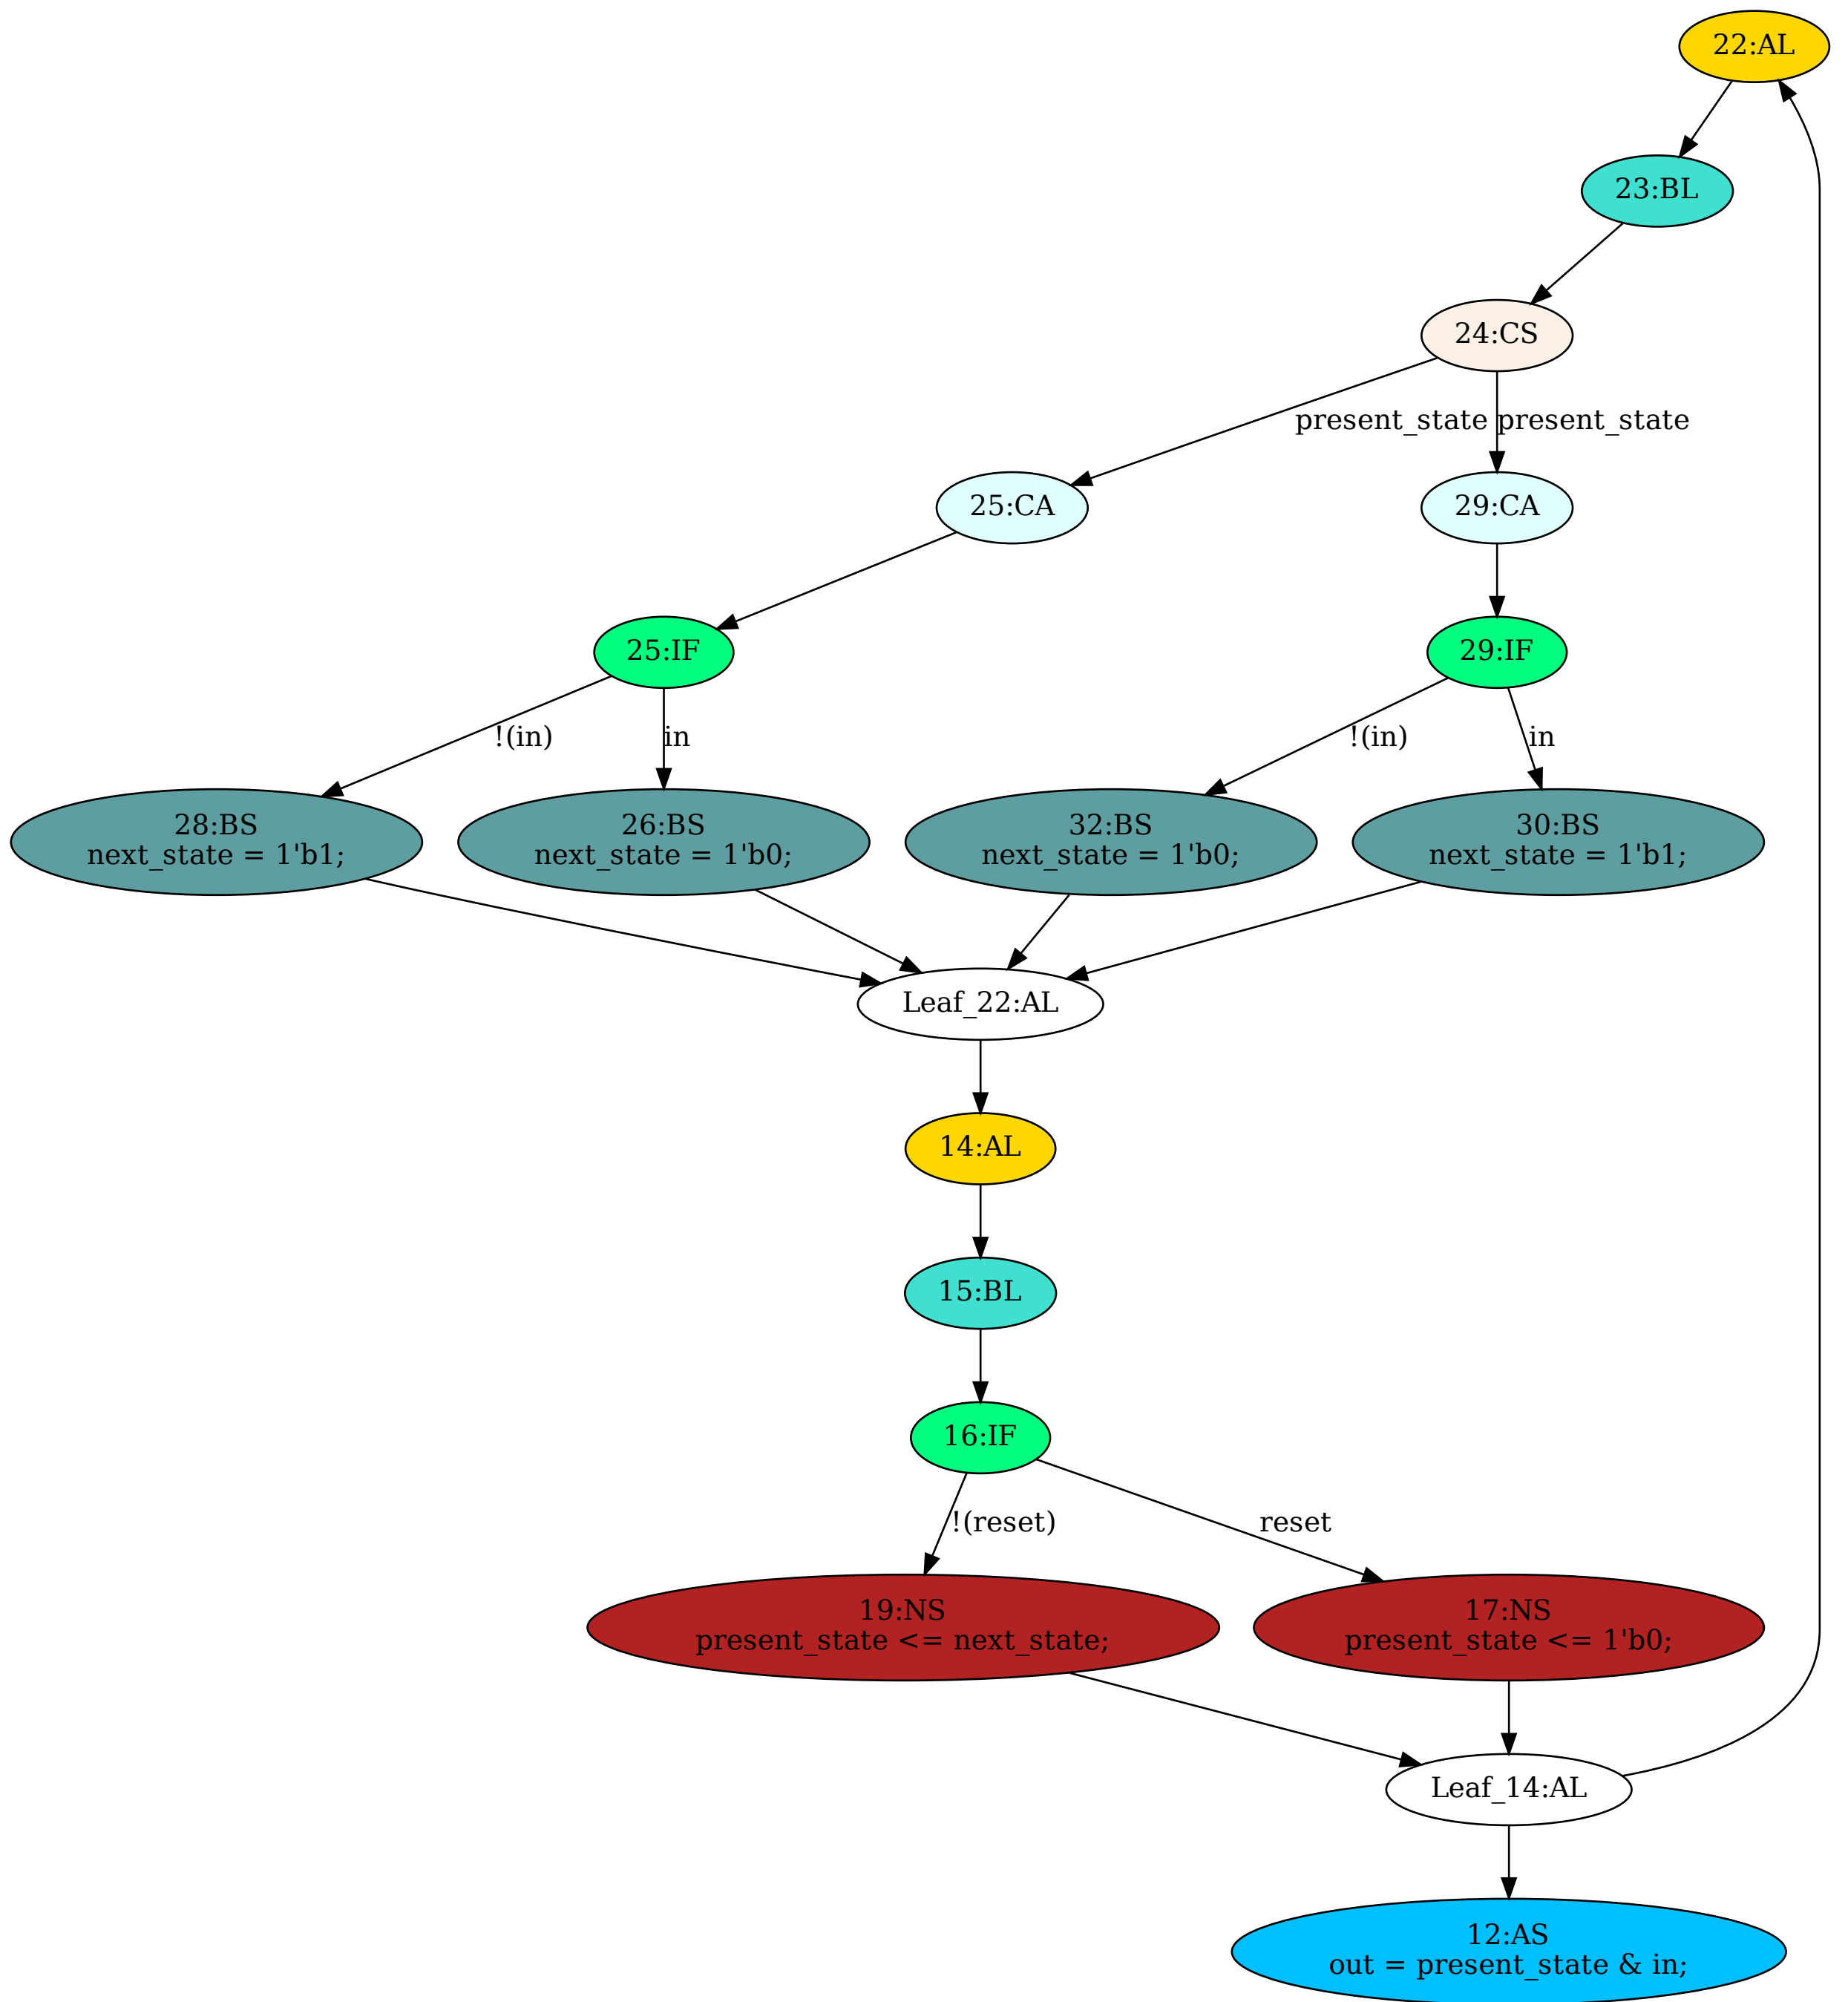 22:AL
23:BL
24:CS
present_state
present_state
25:CA
29:CA
25:IF
29:IF
!(in)
in
!(in)
in
28:BS
next_state = 1'b1;
26:BS
next_state = 1'b0;
32:BS
next_state = 1'b0;
30:BS
next_state = 1'b1;
Leaf_22:AL
14:AL
15:BL
16:IF
!(reset)
reset
19:NS
present_state <= next_state;
17:NS
present_state <= 1'b0;
Leaf_14:AL
12:AS
out = present_state & in;